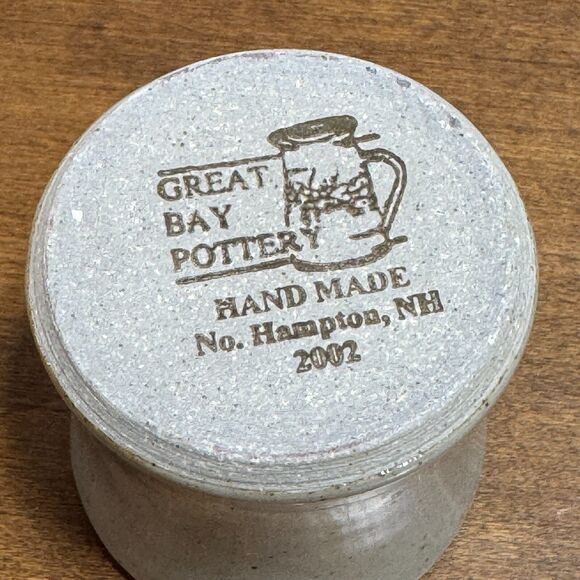 GREAT
BAY
POTTERY
HAND MADE
No. Hampton, NH
2002